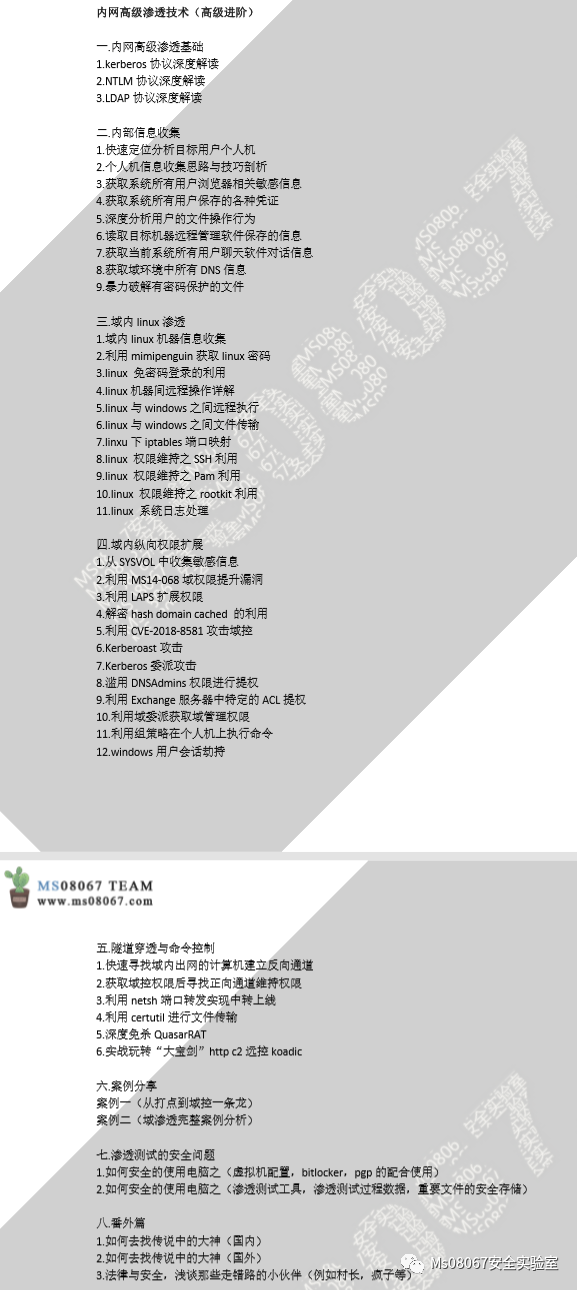 内网高级渗透技术（高级进阶）
一.内网高级渗透基础
1.kerberos 协议深度解读
2.NTLM 协议深度解读
3.LDAP 协议深度解读
二.内部信息收集
1.快速定位分析目标用户个人机
2.个人机信息收集思路与技巧剖析
3.获取系统所有用户浏览器相关敏感信息
4.获取系统所有用户保存的各种凭证
5.深度分析用户的文件操作行为
6.读取目标机器远程管理软件保存的信息
7.获取当前系统所有用户聊天软件对话信息
8.获取域环境中所有 DNS 信息
9.暴力破解有密码保护的文件
三.域内 linux 渗透
1.域内 linux 机器信息收集
2.利用 mimipenguin 获取 linux 密码
3.linux 免密码登录的利用
4.linux 机器间远程操作详解
5.linux 与 windows 之间远程执行
6.linux 与 windows 之间文件传输
7.linxu 下 iptables 端口映射
8.linux 权限维持之 SSH 利用
9.linux 权限维持之 Pam 利用
10.linux 权限维持之 rootkit 利用
11.linux 系统日志处理
四.域内纵向权限扩展
1.从 SYSVOL 中收集敏感信息
2.利用 MS14-068 域权限提升漏洞
3.利用 LAPS 扩展权限
4.解密 hash domain cached 的利用
5.利用 CVE-2018-8581 攻击域控
6.Kerberoast 攻击
7.Kerberos 委派攻击
8.滥用 DNSAdmins 权限进行提权
9.利用 Exchange 服务器中特定的 ACL 提权
10.利用域委派获取域管理权限
11.利用组策略在个人机上执行命令
12.windows 用户会话劫持
MS08067 TEAM
www.ms08067.com
五.隧道穿透与命令控制
1.快速寻找域内出网的计算机建立反向通道
2.获取域控权限后寻找正向通道维持权限
3.利用 netsh 端口转发实现中转上线
4.利用 certutil 进行文件传输
5.深度免杀 QuasarRAT
6.实战玩转“大宝剑”http c2 远控 koadic
六.案例分享
案例一（从打点到域控一条龙）
案例二（域渗透完整案例分析）
七.渗透测试的安全问题
1.如何安全的使用电脑之（虚拟机配置，bitlocker，pgp 的配合使用）
2.如何安全的使用电脑之（渗透测试工具，渗透测试过程数据，重要文件的安全存储）
八.番外篇
1.如何去找传说中的大神（国内）
2.如何去找传说中的大神（国外）
3.法律与安全，浅谈那些走错路的小伙伴（例如村长，疯子等）
Ms08067安全实验室